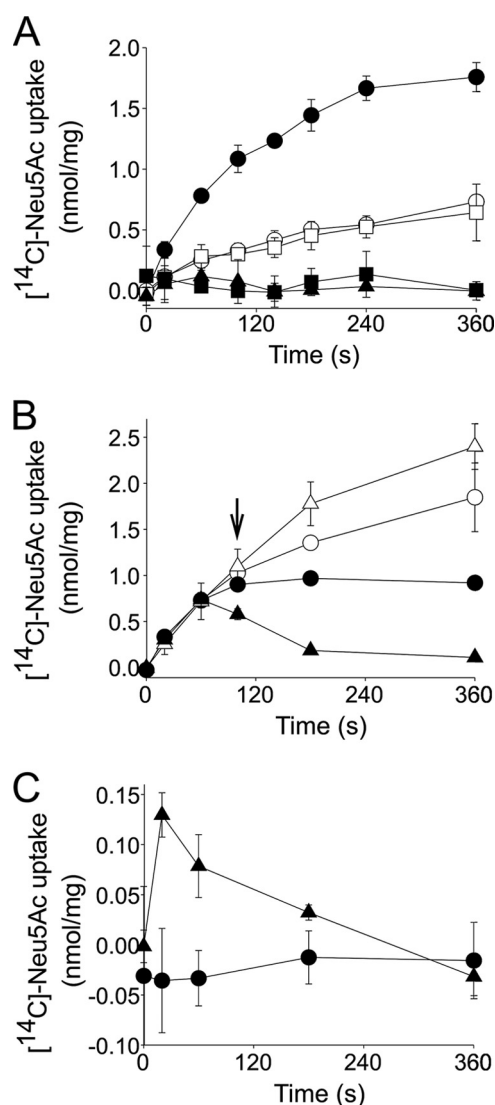 A
[14C]-Neu5Ac uptake
(nmol/mg)
2.0
1.5
1.0
0.5
0.0
0 120 240 360
Time (s)
B
[14C]-Neu5Ac uptake
(nmol/mg)
2.5
2.0
1.5
1.0
0.5
0.0
0 120 240 360
Time (s)
C
[14C]-Neu5Ac uptake
(nmol/mg)
0.15
0.10
0.05
0.00
-0.05
-0.10
0 120 240 360
Time (s)